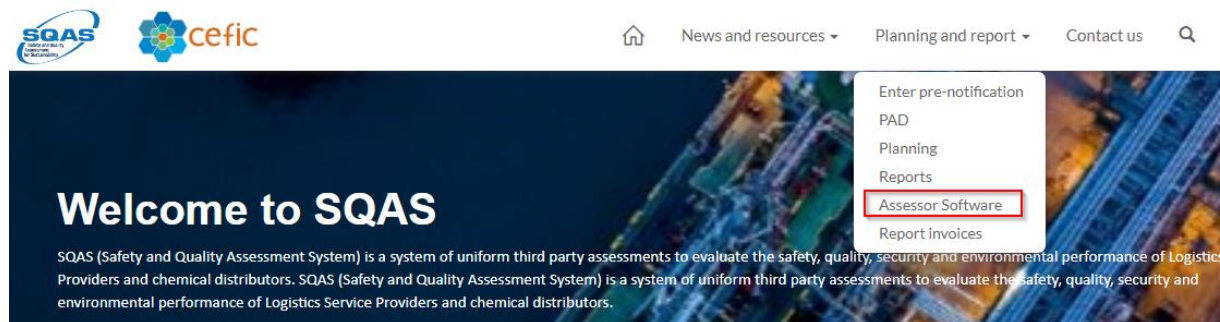 SQAS
cefic
News and resources
Planning and report
Contact us
Enter pre-notification
PAD
Planning
Reports
Assessor Software
Report invoices
Welcome to SQAS
SQAS (Safety and Quality Assessment System) is a system of uniform third party assessments to evaluate the safety, quality, security and environmental performance of Logistics
Providers and chemical distributors. SQAS (Safety and Quality Assessment System) is a system of uniform third party assessments to evaluate the safety, quality, security and
environmental performance of Logistics Service Providers and chemical distributors.